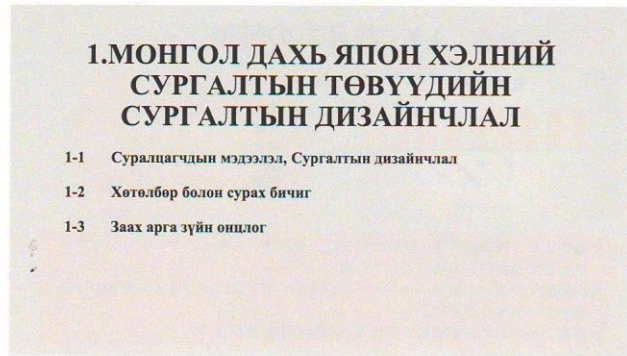 1.МОНГОЛ ДАХЬ ЯПОН ХЭЛНИЙ
СУРГАЛТЫН ТӨВҮҮДИЙН
СУРГАЛТЫН ДИЗАЙНЧЛАЛ
1-1 Суралцагчдын мэдээлэл, Сургалтын дизайнчлал
1-2 Хөтөлбөр болон сурах бичиг
1-3 Заах арга зүйн онцлог